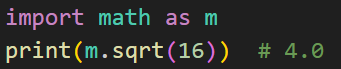 import math as m
print(m.sqrt(16))  # 4.0